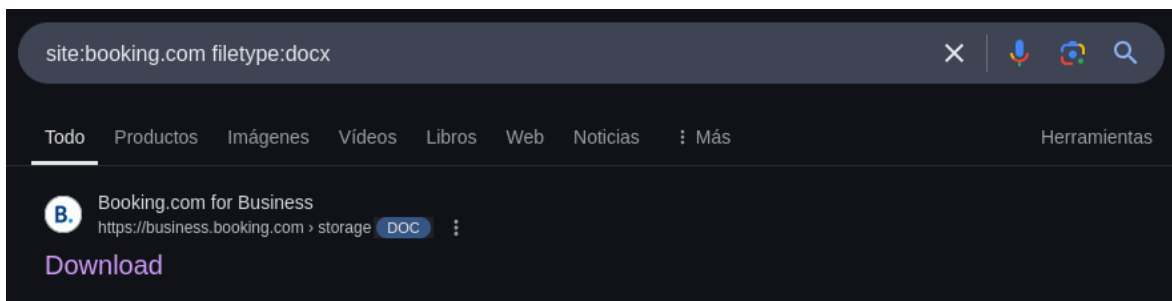 site:booking.com filetype:docx
Todo Productos Imágenes Vídeos Libros Web Noticias Más Herramientas
B.
Booking.com for Business
https://business.booking.com › storage DOC
Download